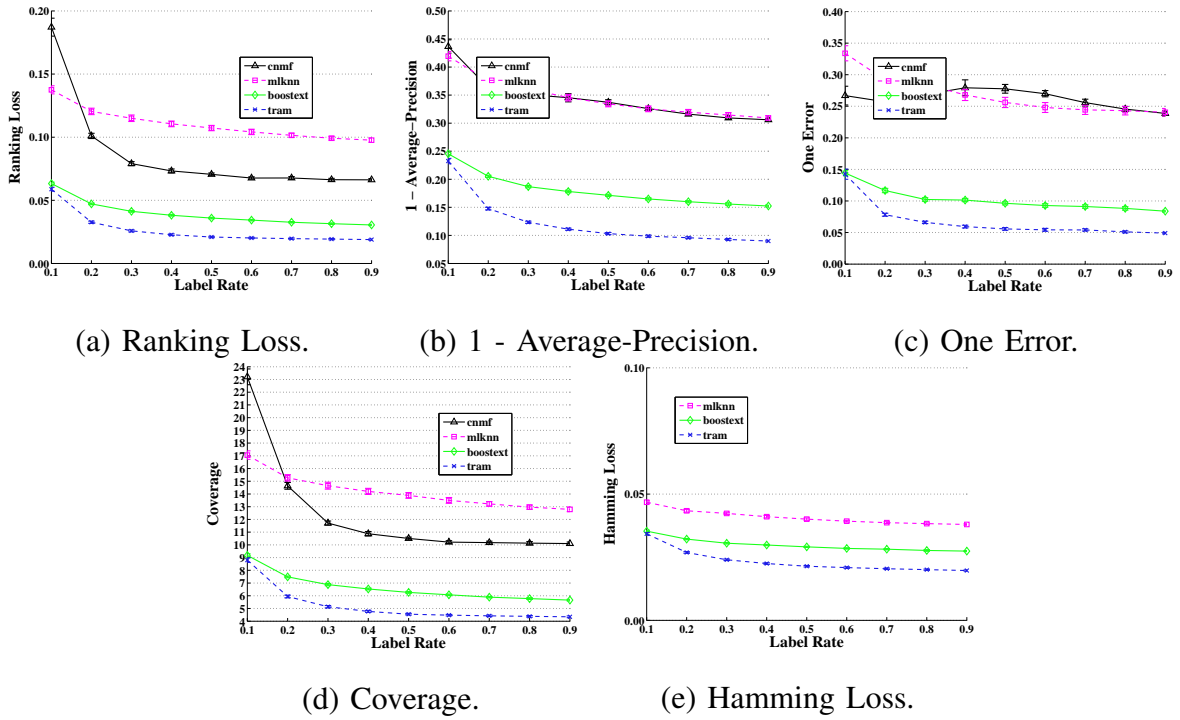 0.20
0.15
0.10
0.05
0.00
Ranking Loss
cnmf
mlknn
boostext
tram
0.1 0.2 0.3 0.4 0.5 0.6 0.7 0.8 0.9
Label Rate
(a) Ranking Loss.
0.50
0.45
0.40
0.35
0.30
0.25
0.20
0.15
0.10
0.05
1 – Average–Precision
cnmf
mlknn
boostext
tram
0.1 0.2 0.3 0.4 0.5 0.6 0.7 0.8 0.9
Label Rate
(b) 1 - Average-Precision.
0.40
0.35
0.30
0.25
0.20
0.15
0.10
0.05
0.00
One Error
cnmf
mlknn
boostext
tram
0.1 0.2 0.3 0.4 0.5 0.6 0.7 0.8 0.9
Label Rate
(c) One Error.
24
23
22
21
20
19
18
17
16
15
14
13
12
11
10
9
8
7
6
5
4
Coverage
cnmf
mlknn
boostext
tram
0.1 0.2 0.3 0.4 0.5 0.6 0.7 0.8 0.9
Label Rate
(d) Coverage.
0.10
0.05
0.00
Hamming Loss
mlknn
boostext
tram
0.1 0.2 0.3 0.4 0.5 0.6 0.7 0.8 0.9
Label Rate
(e) Hamming Loss.